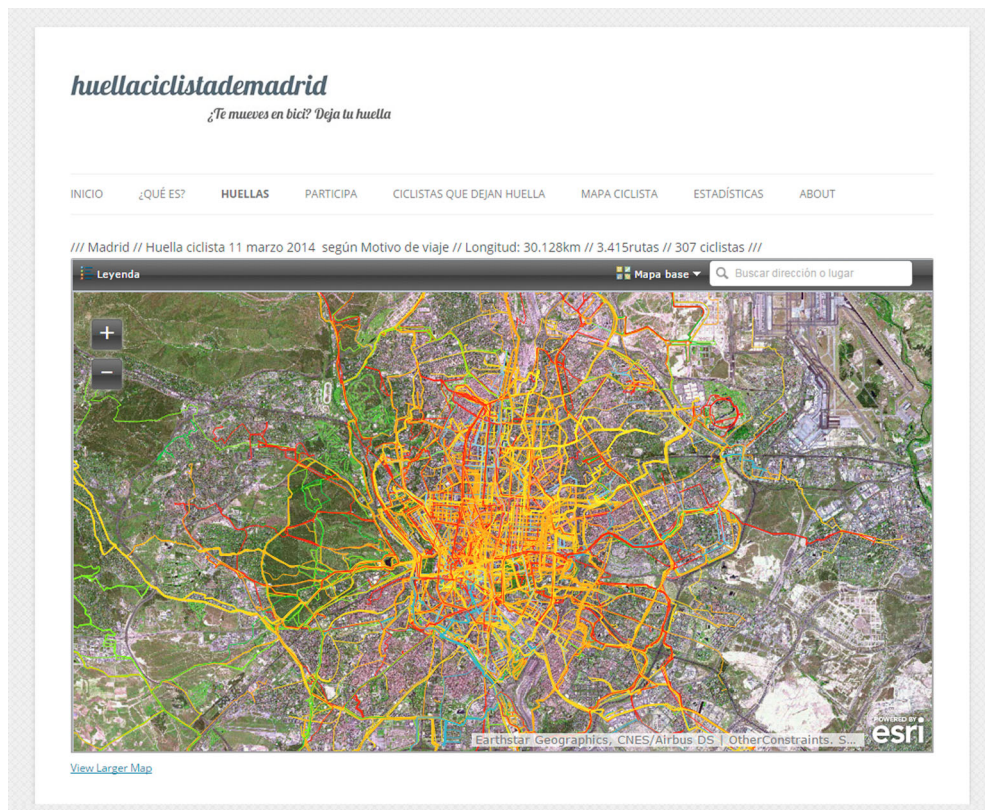 huellaciclistademadrid
¿Te mueves en bici? Deja tu huella
INICIO ¿QUÉ ES? HUELLAS PARTICIPA CICLISTAS QUE DEJAN HUELLA MAPA CICLISTA ESTADÍSTICAS ABOUT
/// Madrid // Huella ciclista 11 marzo 2014 según Motivo de viaje // Longitud: 30.128km // 3.415rutas // 307 ciclistas ///
Leyenda Mapa base Buscar dirección o lugar
+
−
POWERED BY
esri
Earthstar Geographics, CNES/Airbus DS | OtherConstraints. S...
View Larger Map